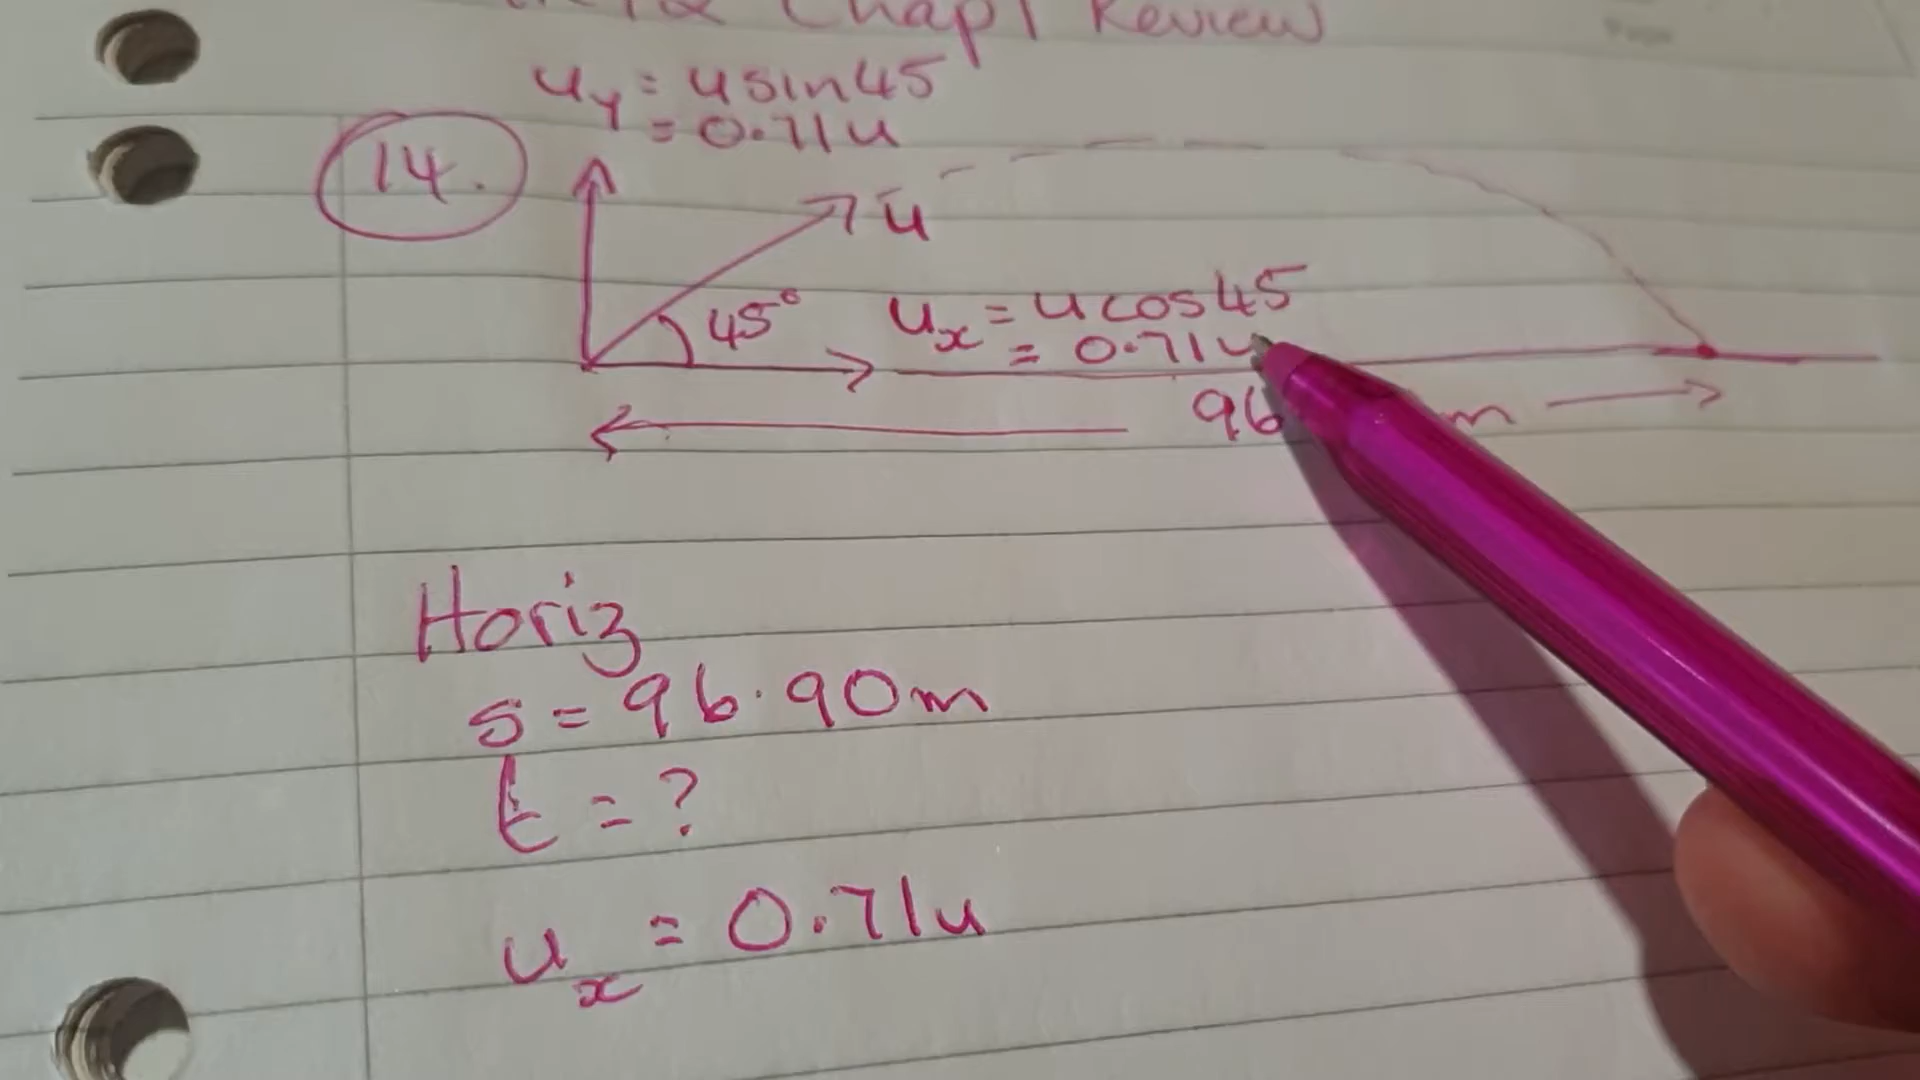 Chap 1 Review
uy = usin45
= 0.71u
14.
u
45°
ux = ucos45
= 0.71u
96 m
Horiz
s = 96.90m
t = ?
ux = 0.71u